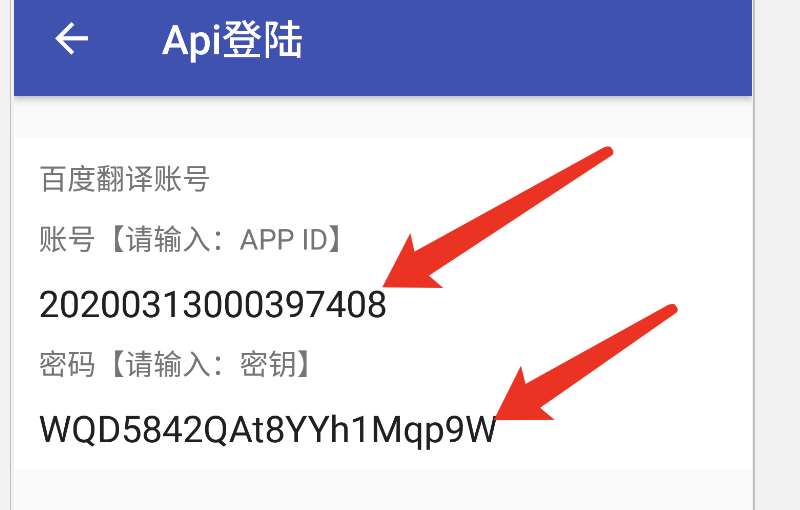 Api登陆
百度翻译账号
账号【请输入：APP ID】
20200313000397408
密码【请输入：密钥】
WQD5842QAt8YYh1Mqp9W